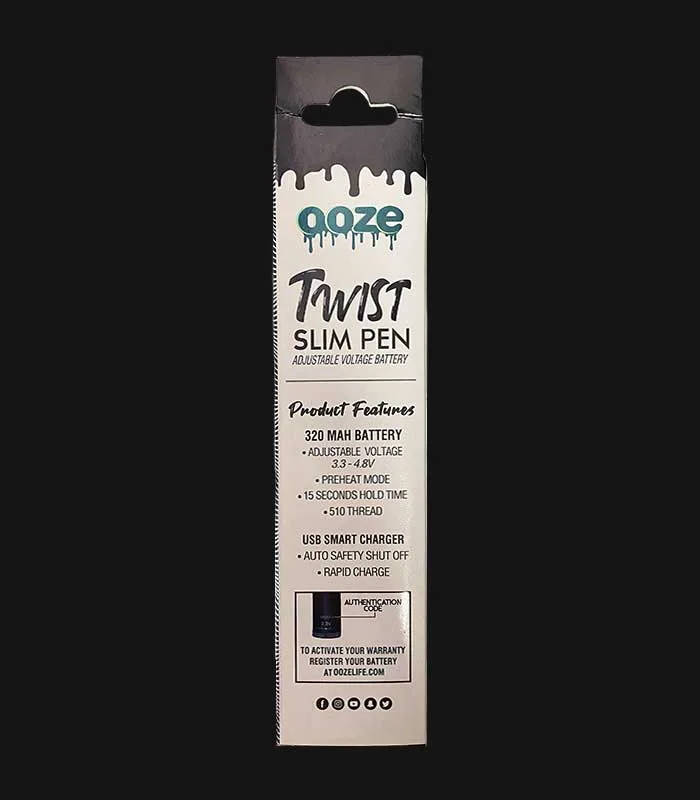 ooze
TWIST
SLIM PEN
ADJUSTABLE VOLTAGE BATTERY
Product Features
320 MAH BATTERY
• ADJUSTABLE VOLTAGE
3.3 - 4.8V
• PREHEAT MODE
• 15 SECONDS HOLD TIME
• 510 THREAD
USB SMART CHARGER
• AUTO SAFETY SHUT OFF
• RAPID CHARGE
AUTHENTICATION
CODE
3.3V
TO ACTIVATE YOUR WARRANTY
REGISTER YOUR BATTERY
AT OOZELIFE.COM